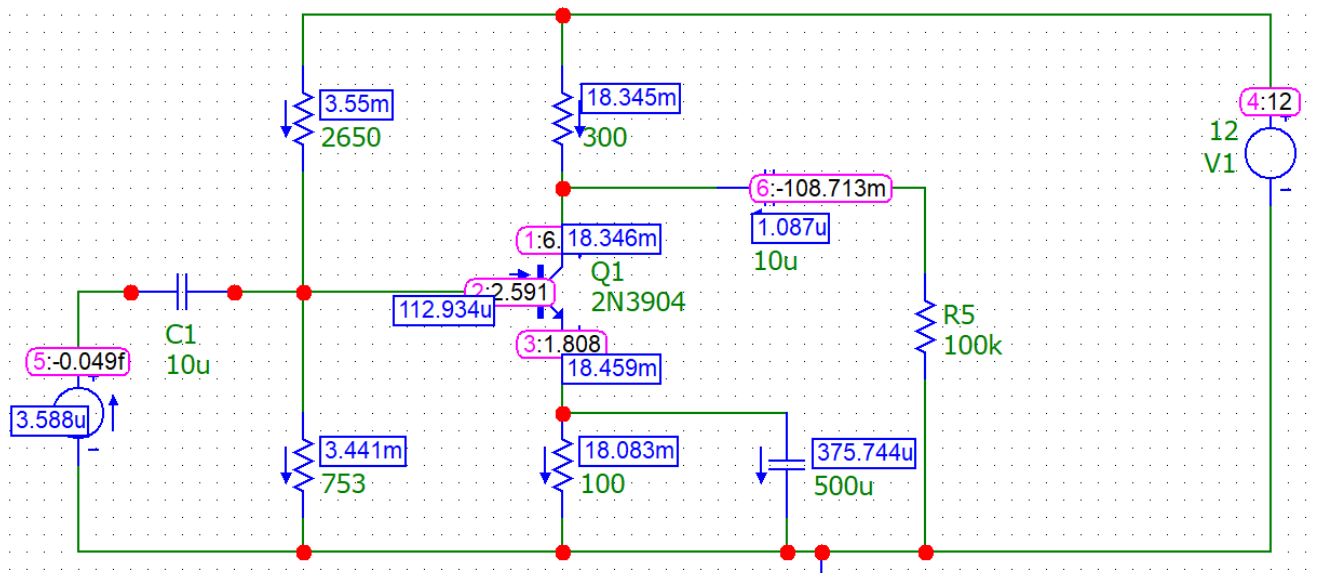 3.55m
2650
18.345m
300
4:12
12
V1
6:-108.713m
1.087u
10u
1:6.
18.346m
Q1
2N3904
2:2.591
112.934u
3:1.808
18.459m
C1
10u
R5
100k
5:-0.049f
3.588u
3.441m
753
18.083m
100
375.744u
500u